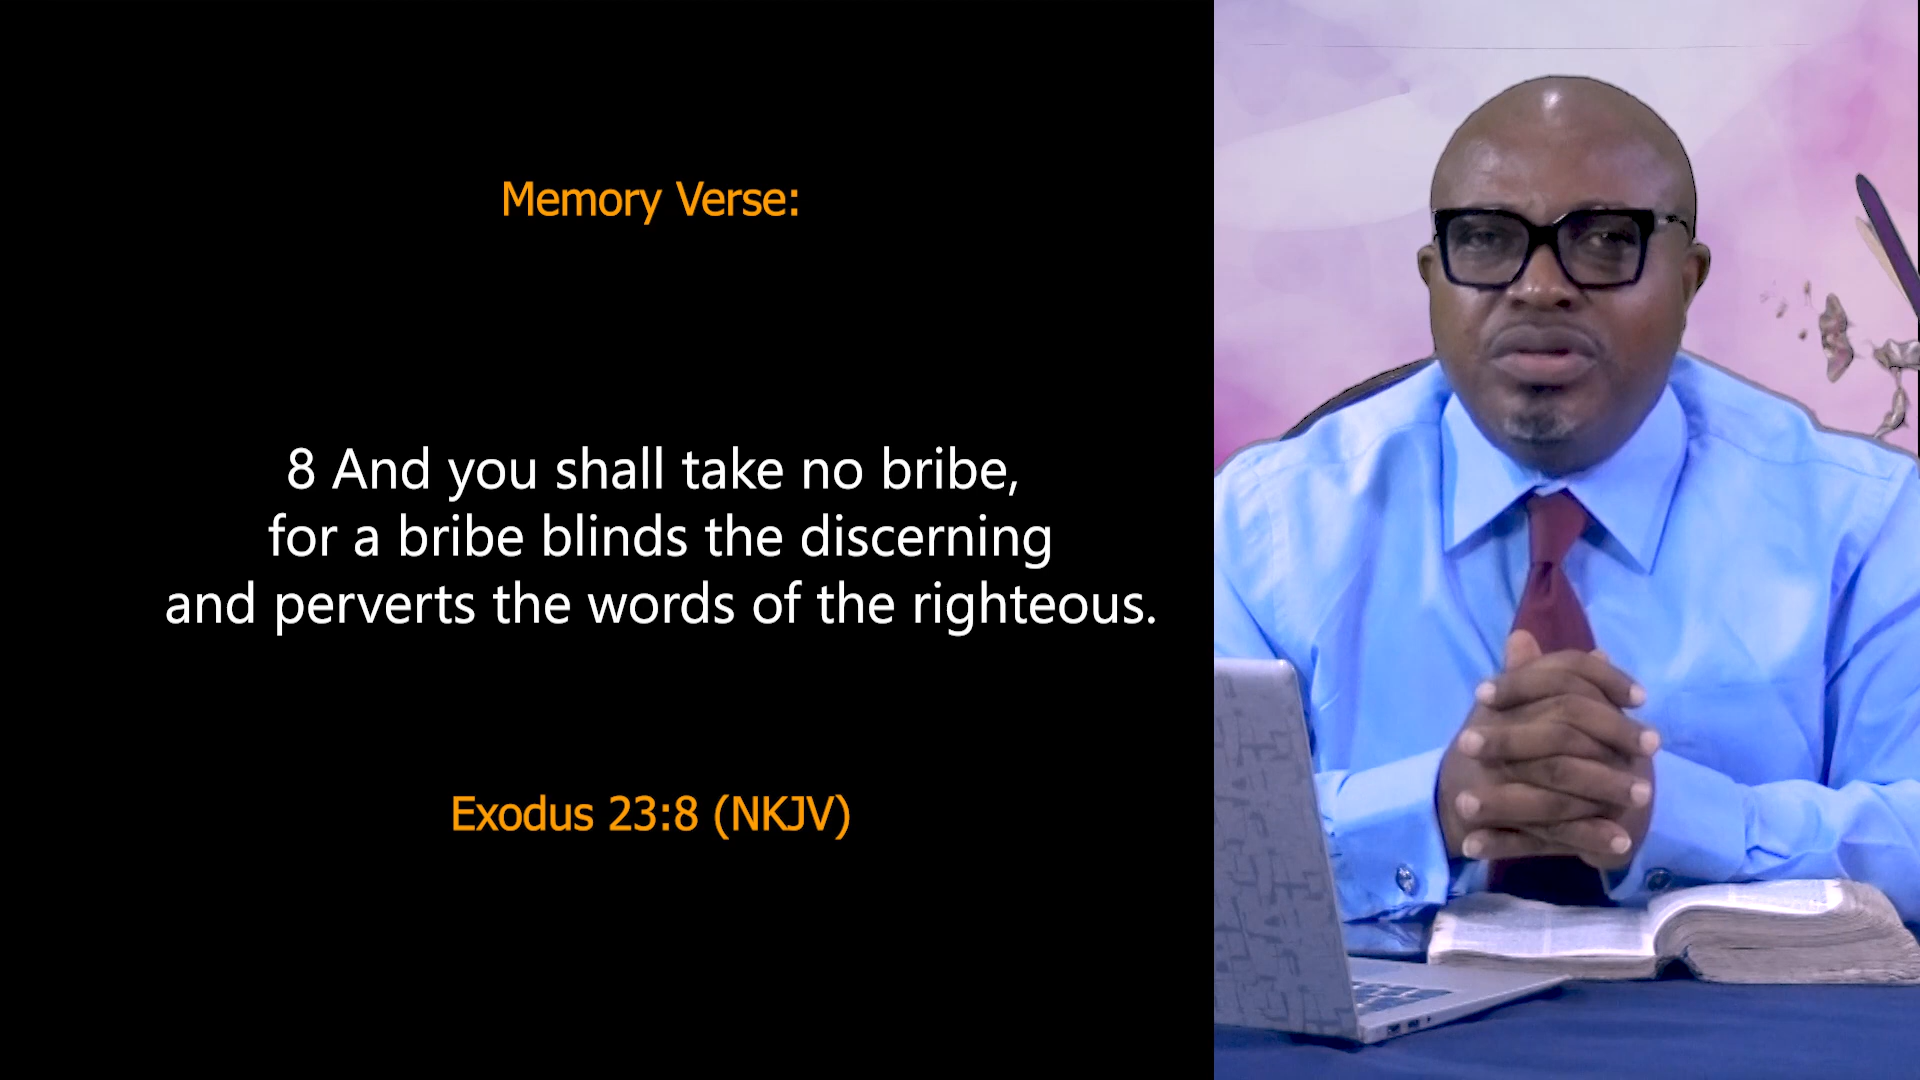 Memory Verse:
8 And you shall take no bribe,
for a bribe blinds the discerning
and perverts the words of the righteous.
Exodus 23:8 (NKJV)